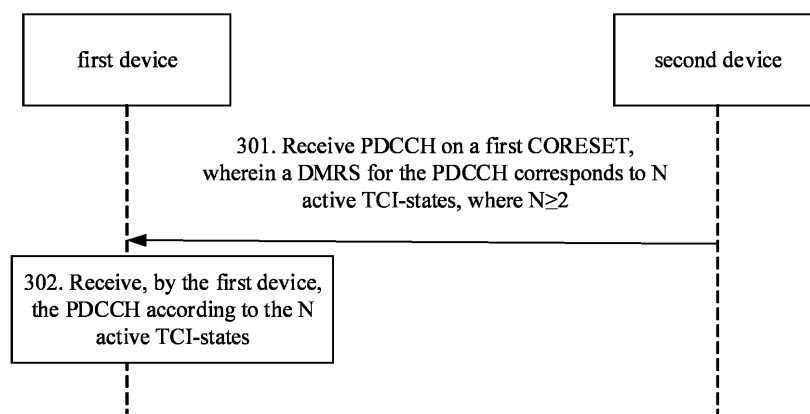 first device
second device
301. Receive PDCCH on a first CORESET,
wherein a DMRS for the PDCCH corresponds to N
active TCI-states, where N≥2
302. Receive, by the first device,
the PDCCH according to the N
active TCI-states